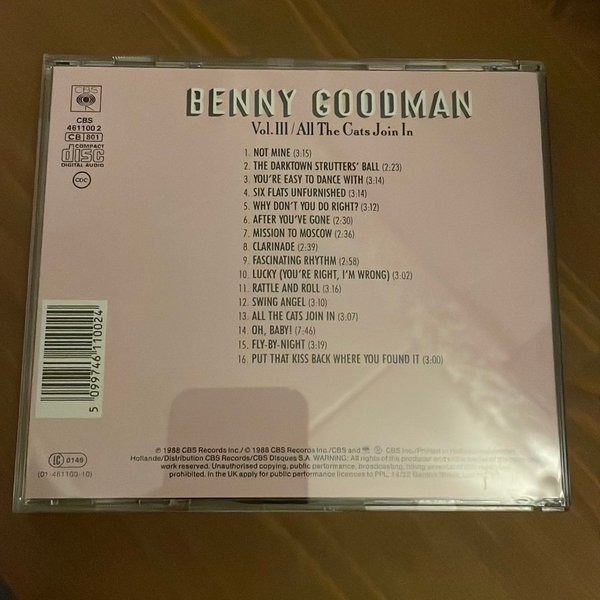 CBS
BENNY GOODMAN
Vol. III / All The Cats Join In
CBS
461100 2
CB 801
COMPACT
disc
DIGITAL AUDIO
CDC
1. NOT MINE (3:15)
2. THE DARKTOWN STRUTTERS' BALL (2:23)
3. YOU'RE EASY TO DANCE WITH (3:14)
4. SIX FLATS UNFURNISHED (3:14)
5. WHY DON'T YOU DO RIGHT? (3:12)
6. AFTER YOU'VE GONE (2:30)
7. MISSION TO MOSCOW (2:36)
8. CLARINADE (2:39)
9. FASCINATING RHYTHM (2:58)
10. LUCKY (YOU'RE RIGHT, I'M WRONG) (3:02)
11. RATTLE AND ROLL (3:16)
12. SWING ANGEL (3:10)
13. ALL THE CATS JOIN IN (3:07)
14. OH, BABY! (7:46)
15. FLY-BY-NIGHT (3:19)
16. PUT THAT KISS BACK WHERE YOU FOUND IT (3:00)
5 099746 110024
LC 0149
(01-461100-10)
℗ 1988 CBS Records Inc./ © 1988 CBS Records Inc./CBS and CBS Inc./Printed in
Hollande/Distribution CBS Records/CBS Disques S.A. WARNING: All rights of the producer and
work reserved. Unauthorised copying, public performance, broadcasting,
prohibited. In the UK apply for public performance licences to PPL,